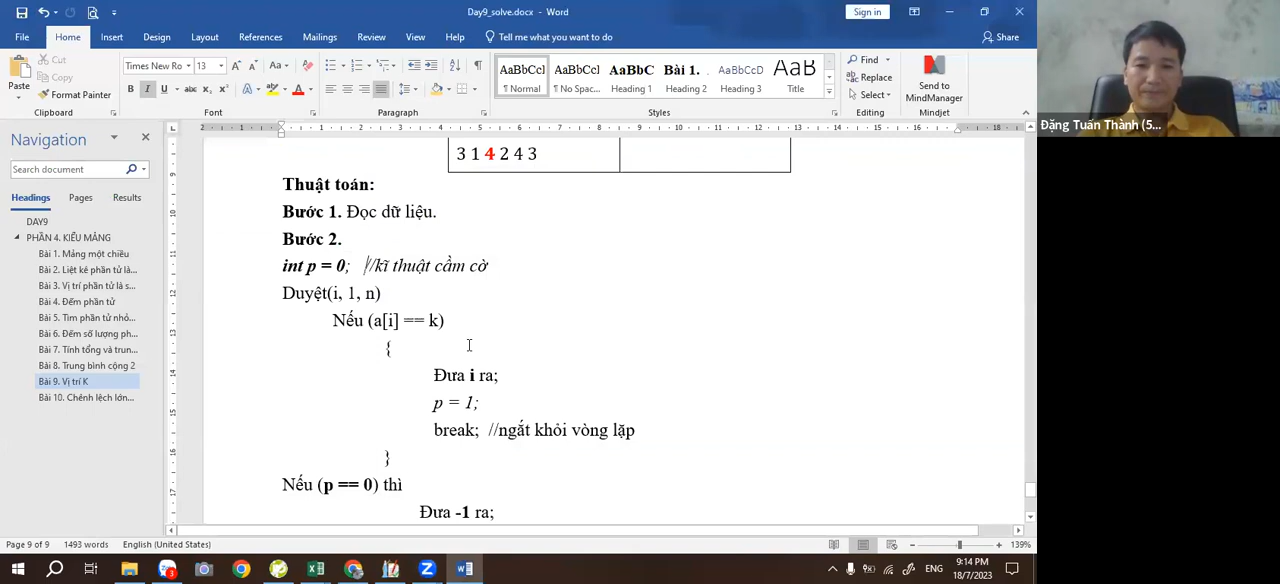 Day9_solve.docx - Word
Sign in
File Home Insert Design Layout References Mailings Review View Help Tell me what you want to do Share
Paste
Cut
Copy
Format Painter
Clipboard
Times New Ro 13
Font
Paragraph
AaBbCcI AaBbCcI AaBbC Bài 1. AaBbCcD AaB
¶ Normal ¶ No Spac... Heading 1 Heading 2 Heading 3 Title
Styles
Find
Replace
Select
Editing
Send to
MindManager
Mindjet
Đặng Tuấn Thành (5...
Navigation
Search document
Headings Pages Results
DAY9
PHẦN 4. KIỂU MẢNG
Bài 1. Mảng một chiều
Bài 2. Liệt kê phần tử là...
Bài 3. Vị trí phần tử là s...
Bài 4. Đếm phần tử
Bài 5. Tìm phần tử nhỏ...
Bài 6. Đếm số lượng ph...
Bài 7. Tính tổng và trun...
Bài 8. Trung bình cộng 2
Bài 9. Vị trí K
Bài 10. Chênh lệch lớn...
3 1 4 2 4 3
Thuật toán:
Bước 1. Đọc dữ liệu.
Bước 2.
int p = 0; //kĩ thuật cầm cờ
Duyệt(i, 1, n)
Nếu (a[i] == k)
{
Đưa i ra;
p = 1;
break; //ngắt khỏi vòng lặp
}
Nếu (p == 0) thì
Đưa -1 ra;
Page 9 of 9 1493 words English (United States) 139%
ENG
9:14 PM
18/7/2023